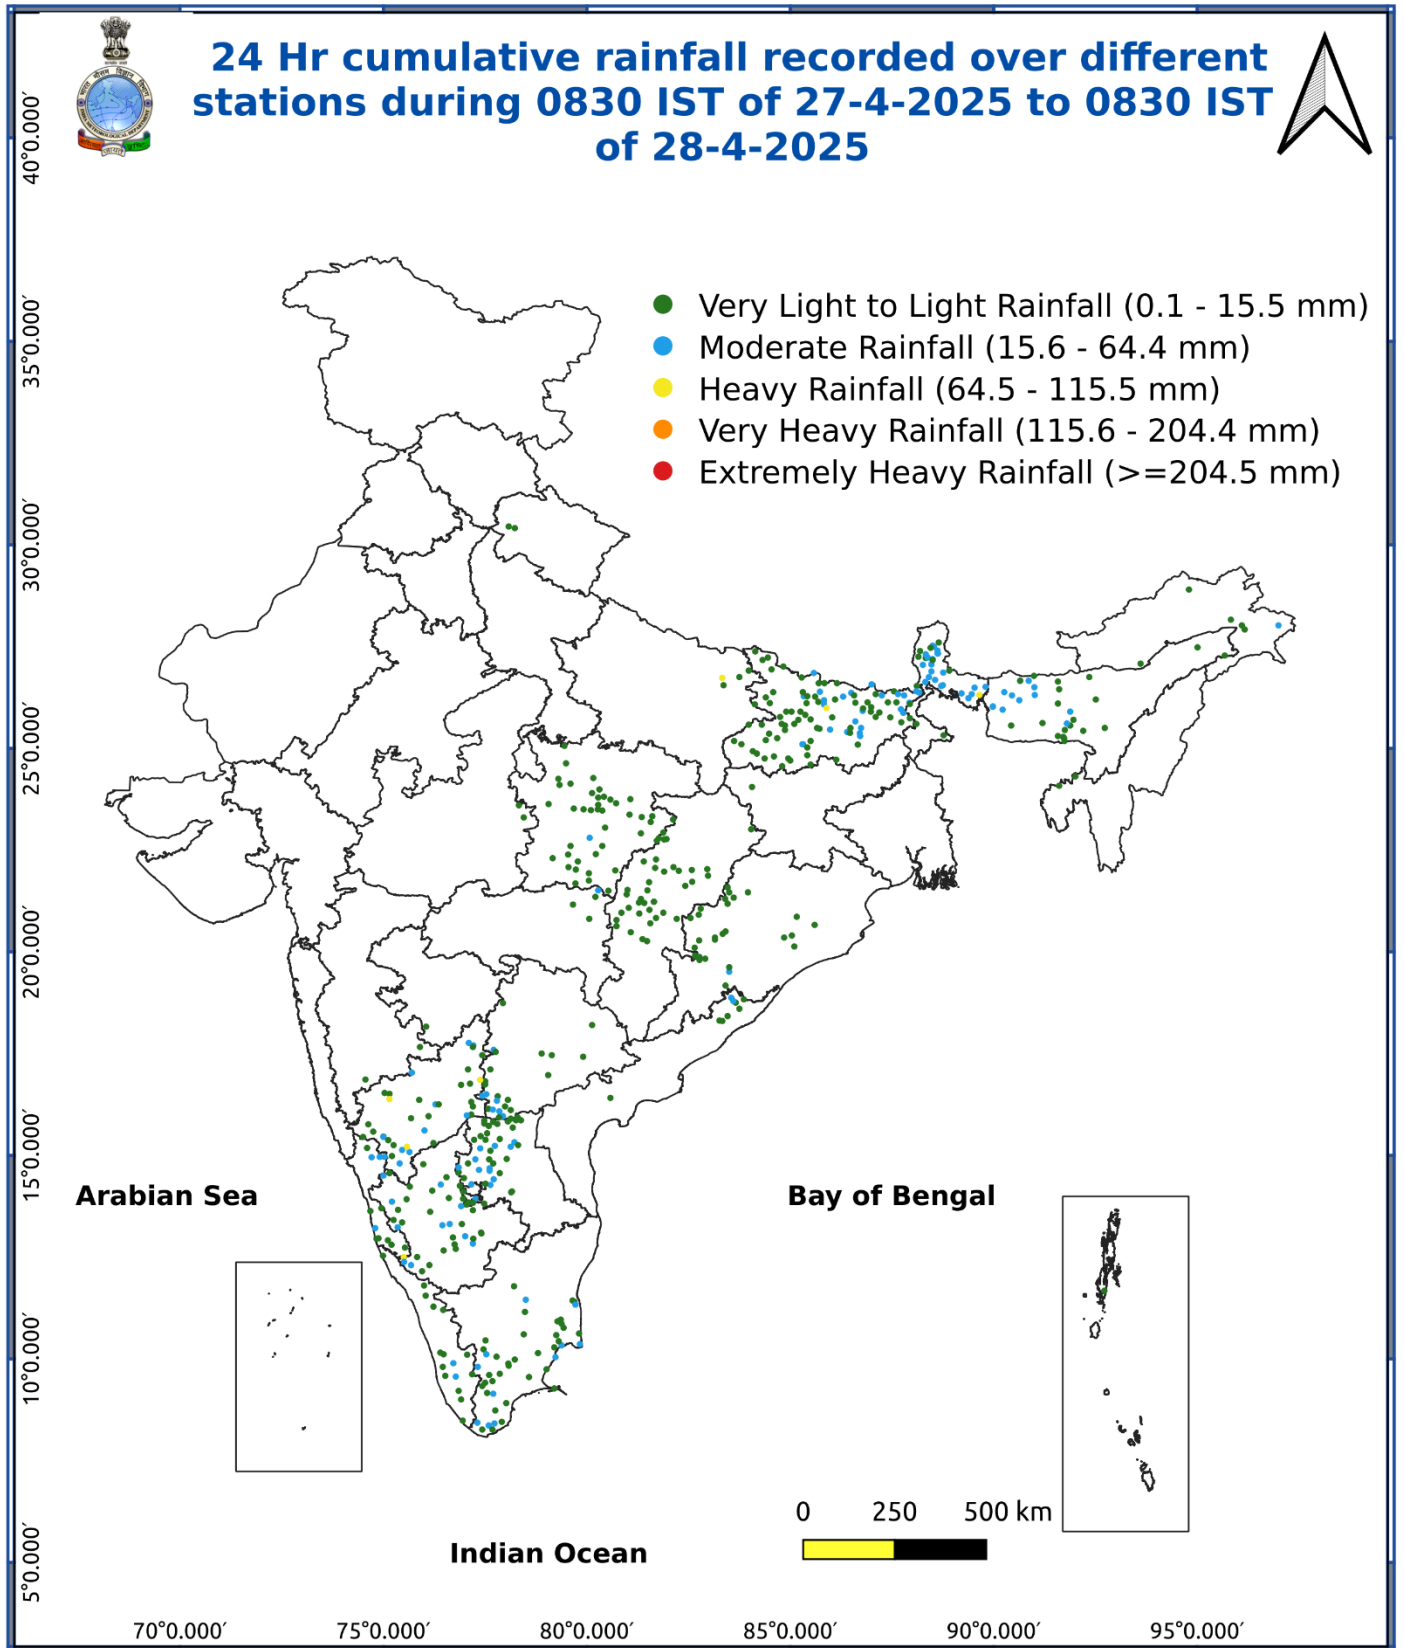 24 Hr cumulative rainfall recorded over different
stations during 0830 IST of 27-4-2025 to 0830 IST
of 28-4-2025
Very Light to Light Rainfall (0.1 - 15.5 mm)
Moderate Rainfall (15.6 - 64.4 mm)
Heavy Rainfall (64.5 - 115.5 mm)
Very Heavy Rainfall (115.6 - 204.4 mm)
Extremely Heavy Rainfall (>=204.5 mm)
40°0.000′
35°0.000′
30°0.000′
25°0.000′
20°0.000′
15°0.000′
10°0.000′
5°0.000′
Arabian Sea
Bay of Bengal
Indian Ocean
0 250 500 km
70°0.000′ 75°0.000′ 80°0.000′ 85°0.000′ 90°0.000′ 95°0.000′